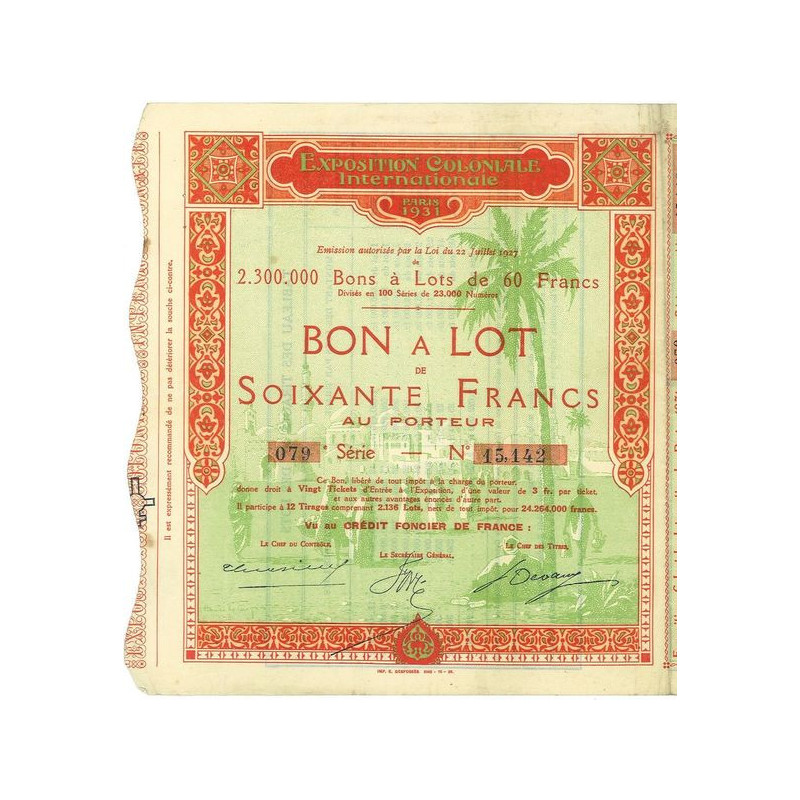 EXPOSITION COLONIALE
Internationale
PARIS
1931
Emission autorisée par la Loi du 22 Juillet 1927
de
2.300.000 Bons à Lots de 60 Francs
Divisés en 100 Séries de 23.000 Numéros
BON A LOT
DE
SOIXANTE FRANCS
AU PORTEUR
079e Série — No 15,142
Ce Bon, libéré de tout impôt à la charge du porteur,
donne droit à Vingt Tickets d'Entrée à l'Exposition, d'une valeur de 3 fr. par ticket,
et aux autres avantages énoncés d'autre part.
Il participe à 12 Tirages comprenant 2.136 Lots, nets de tout impôt, pour 24.264.000 francs.
Vu au CRÉDIT FONCIER DE FRANCE :
LE CHEF DU CONTRÔLE,
LE SECRÉTAIRE GÉNÉRAL,
LE CHEF DES TITRES,
Il est expressément recommandé de ne pas détériorer la souche ci-contre.